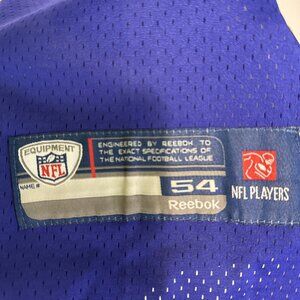 EQUIPMENT
NFL
ENGINEERED BY REEBOK TO
THE EXACT SPECIFICATIONS OF
THE NATIONAL FOOTBALL LEAGUE
NAME #
54
Reebok
NFL PLAYERS